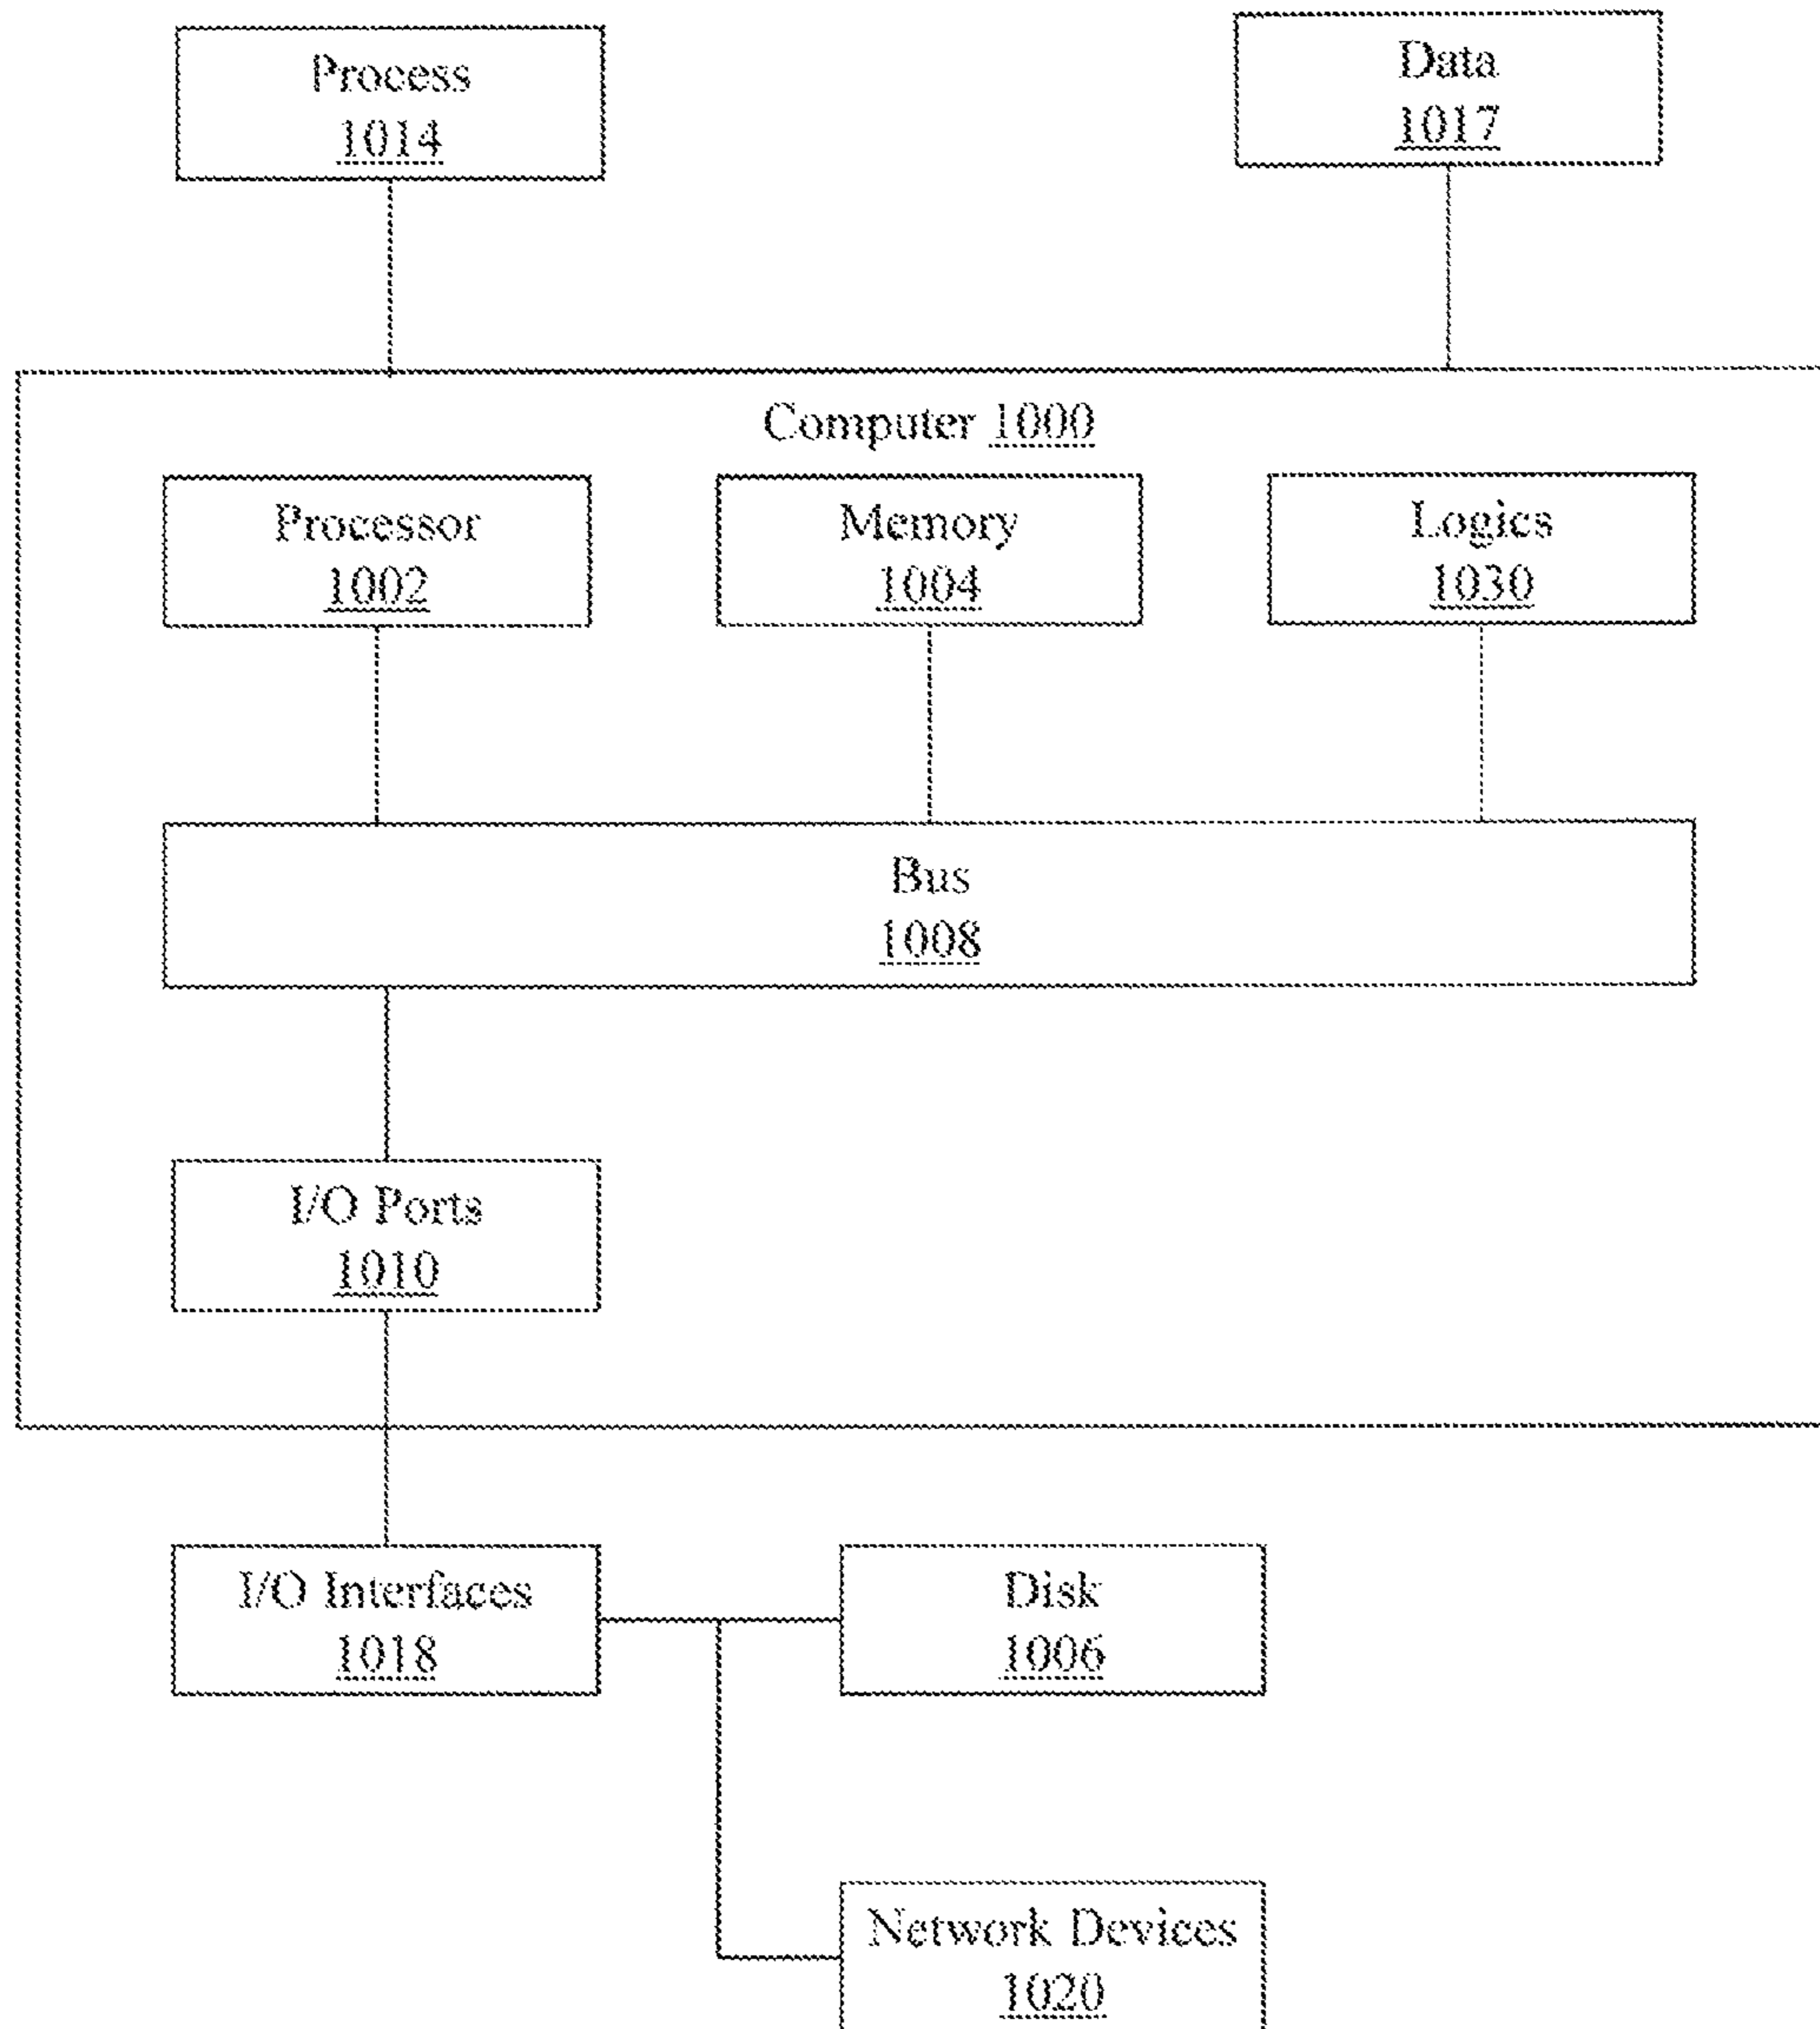 Process
1014
Data
1017
Computer 1000
Processor
1002
Memory
1004
Logics
1030
Bus
1008
I/O Ports
1010
I/O Interfaces
1018
Disk
1006
Network Devices
1020